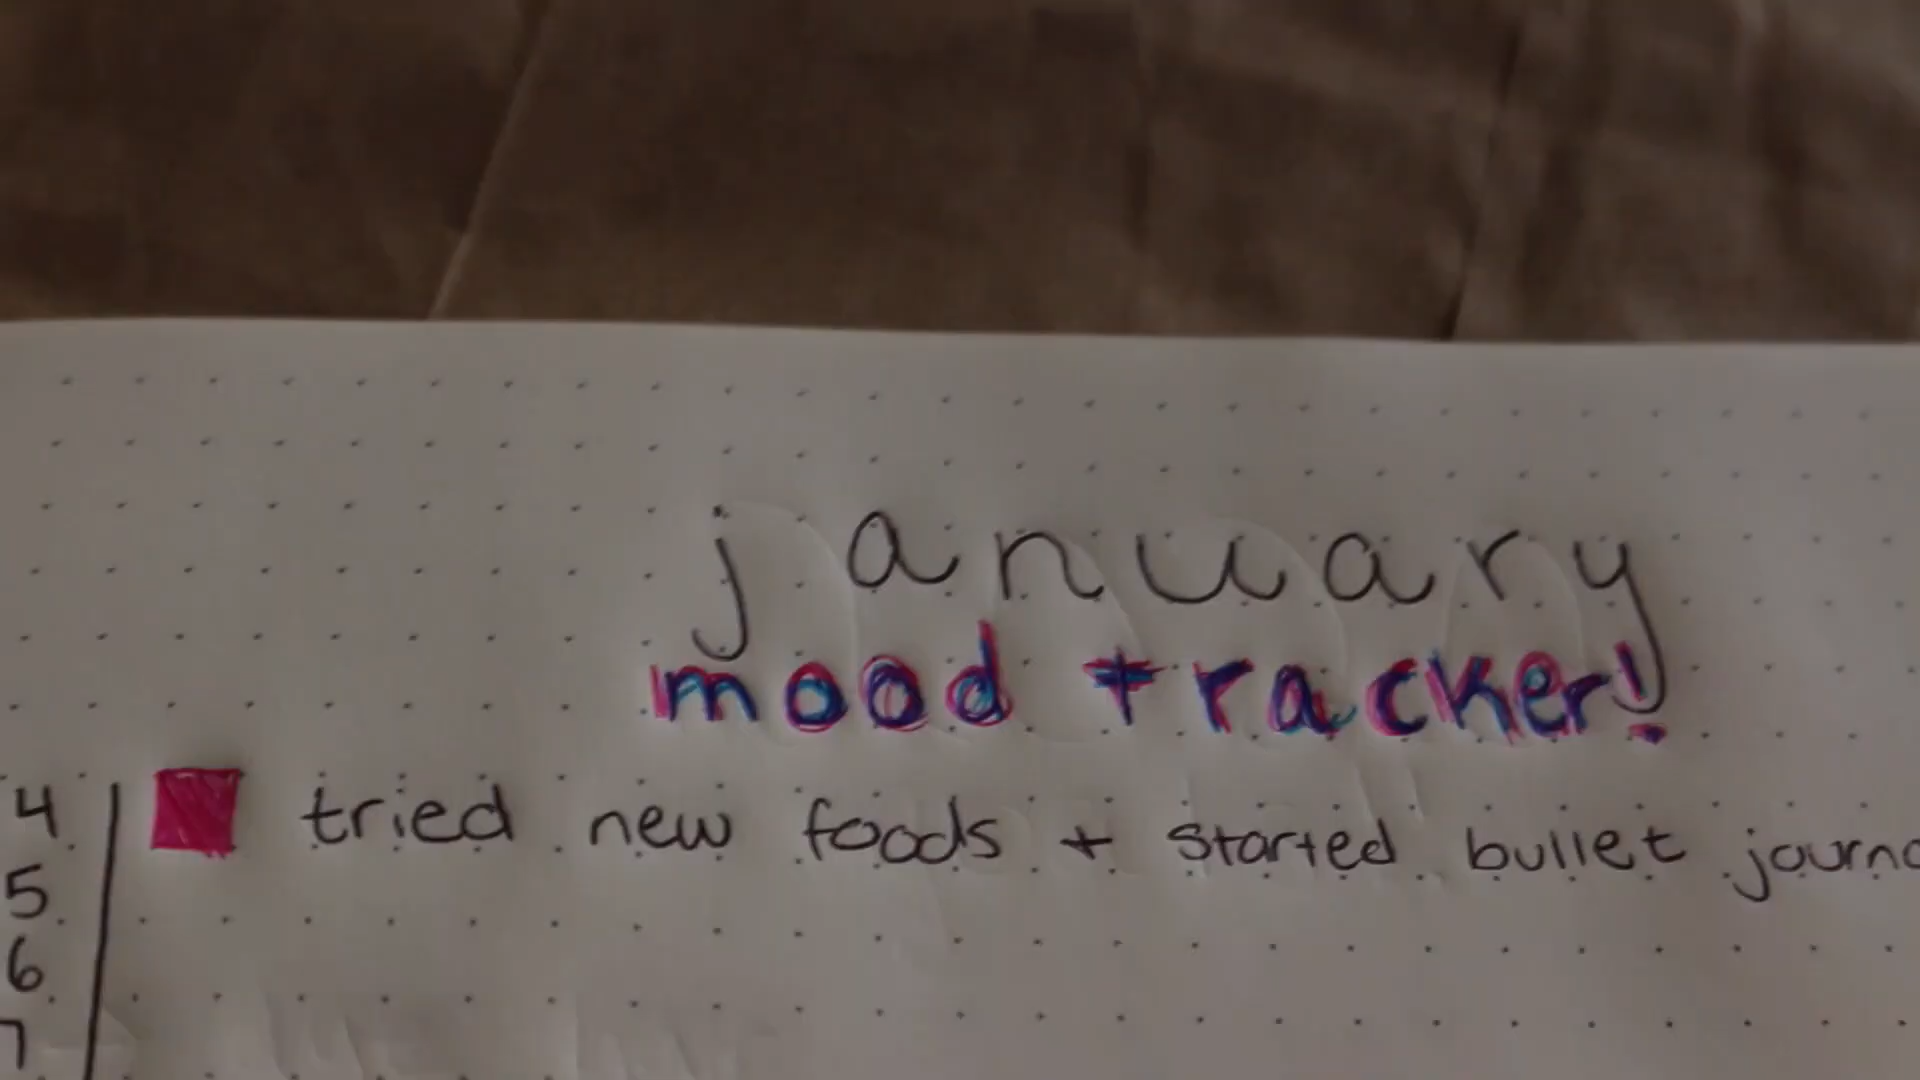 january
mood tracker!
4 tried new foods + started bullet
5
6
7